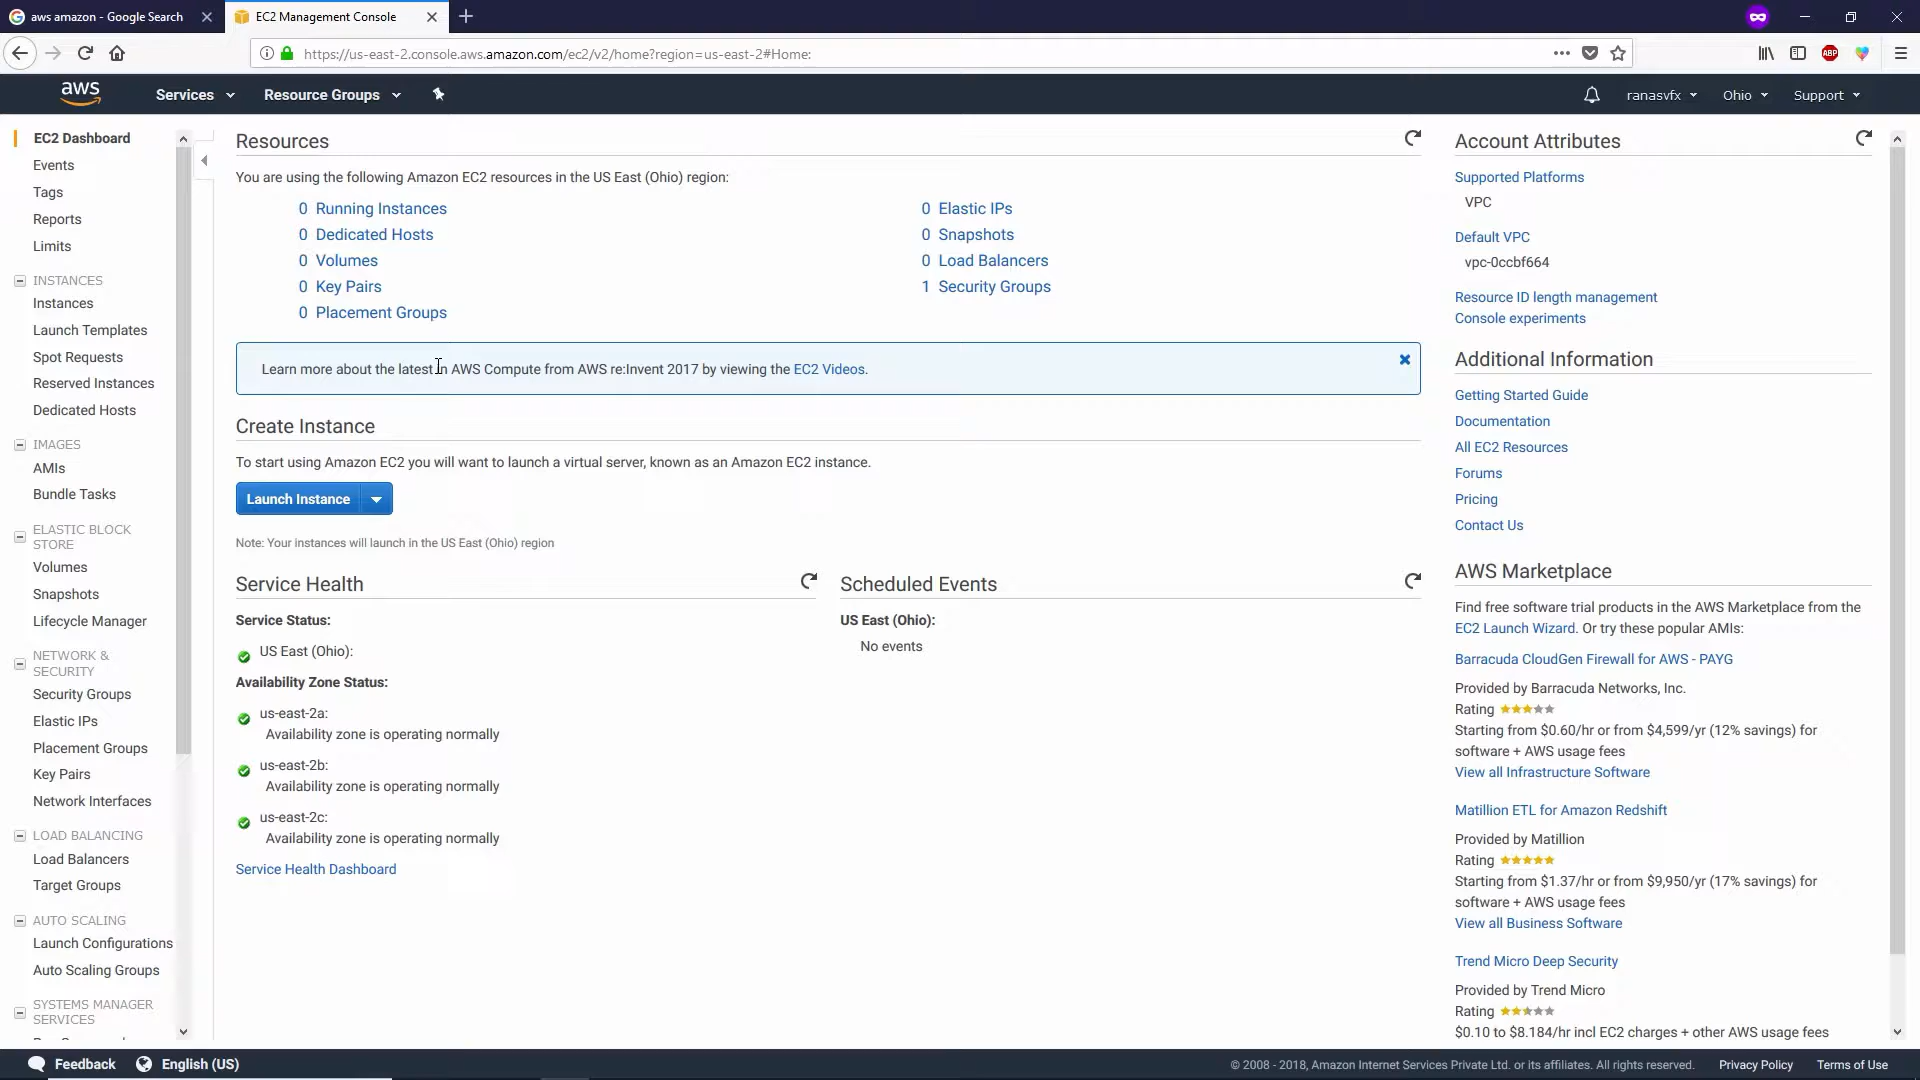 aws amazon - Google Search
EC2 Management Console
https://us-east-2.console.aws.amazon.com/ec2/v2/home?region=us-east-2#Home:
ABP
aws
Services
Resource Groups
ranasvfx
Ohio
Support
EC2 Dashboard
Events
Tags
Reports
Limits
INSTANCES
Instances
Launch Templates
Spot Requests
Reserved Instances
Dedicated Hosts
IMAGES
AMIs
Bundle Tasks
ELASTIC BLOCK
STORE
Volumes
Snapshots
Lifecycle Manager
NETWORK &
SECURITY
Security Groups
Elastic IPs
Placement Groups
Key Pairs
Network Interfaces
LOAD BALANCING
Load Balancers
Target Groups
AUTO SCALING
Launch Configurations
Auto Scaling Groups
SYSTEMS MANAGER
SERVICES
Resources
You are using the following Amazon EC2 resources in the US East (Ohio) region:
0 Running Instances
0 Dedicated Hosts
0 Volumes
0 Key Pairs
0 Placement Groups
0 Elastic IPs
0 Snapshots
0 Load Balancers
1 Security Groups
Learn more about the latest in AWS Compute from AWS re:Invent 2017 by viewing the EC2 Videos.
Create Instance
To start using Amazon EC2 you will want to launch a virtual server, known as an Amazon EC2 instance.
Launch Instance
Note: Your instances will launch in the US East (Ohio) region
Service Health
Service Status:
US East (Ohio):
Availability Zone Status:
us-east-2a:
Availability zone is operating normally
us-east-2b:
Availability zone is operating normally
us-east-2c:
Availability zone is operating normally
Service Health Dashboard
Scheduled Events
US East (Ohio):
No events
Account Attributes
Supported Platforms
VPC
Default VPC
vpc-0ccbf664
Resource ID length management
Console experiments
Additional Information
Getting Started Guide
Documentation
All EC2 Resources
Forums
Pricing
Contact Us
AWS Marketplace
Find free software trial products in the AWS Marketplace from the
EC2 Launch Wizard. Or try these popular AMIs:
Barracuda CloudGen Firewall for AWS - PAYG
Provided by Barracuda Networks, Inc.
Rating
Starting from $0.60/hr or from $4,599/yr (12% savings) for
software + AWS usage fees
View all Infrastructure Software
Matillion ETL for Amazon Redshift
Provided by Matillion
Rating
Starting from $1.37/hr or from $9,950/yr (17% savings) for
software + AWS usage fees
View all Business Software
Trend Micro Deep Security
Provided by Trend Micro
Rating
$0.10 to $8.184/hr incl EC2 charges + other AWS usage fees
Feedback
English (US)
© 2008 - 2018, Amazon Internet Services Private Ltd. or its affiliates. All rights reserved.
Privacy Policy
Terms of Use